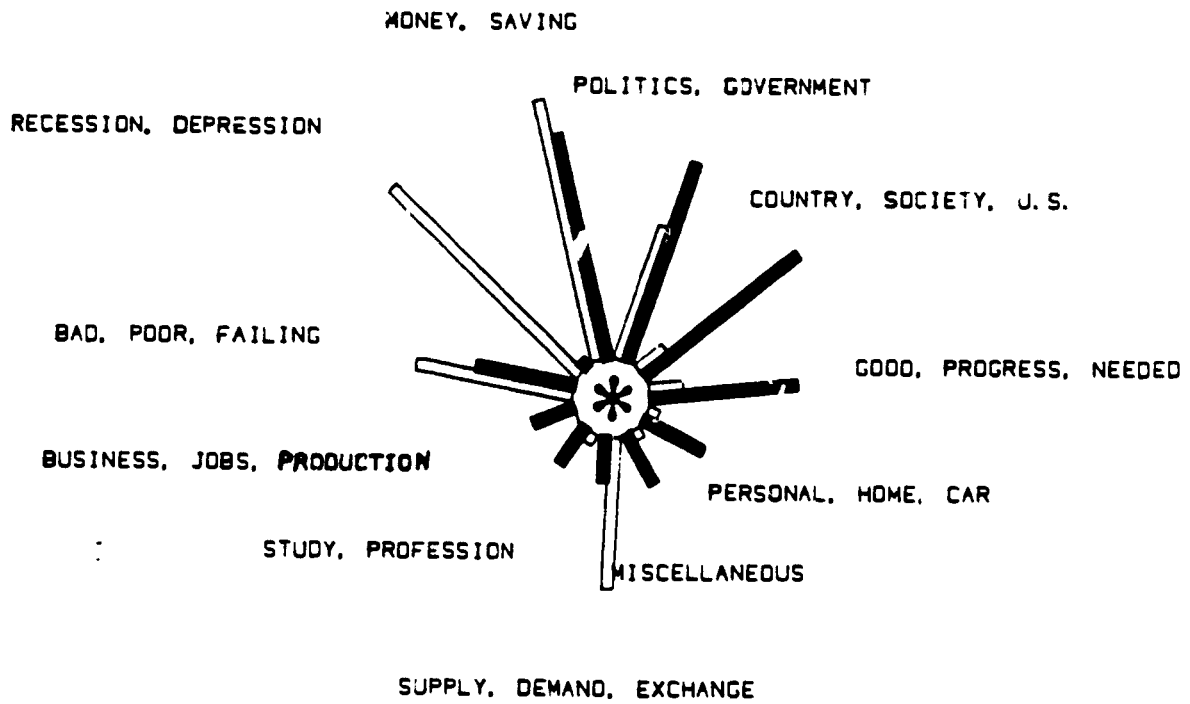 MONEY, SAVING
POLITICS, GOVERNMENT
RECESSION, DEPRESSION
COUNTRY, SOCIETY, U.S.
BAD, POOR, FAILING
GOOD, PROGRESS, NEEDED
BUSINESS, JOBS, PRODUCTION
PERSONAL, HOME, CAR
STUDY, PROFESSION
MISCELLANEOUS
SUPPLY, DEMAND, EXCHANGE